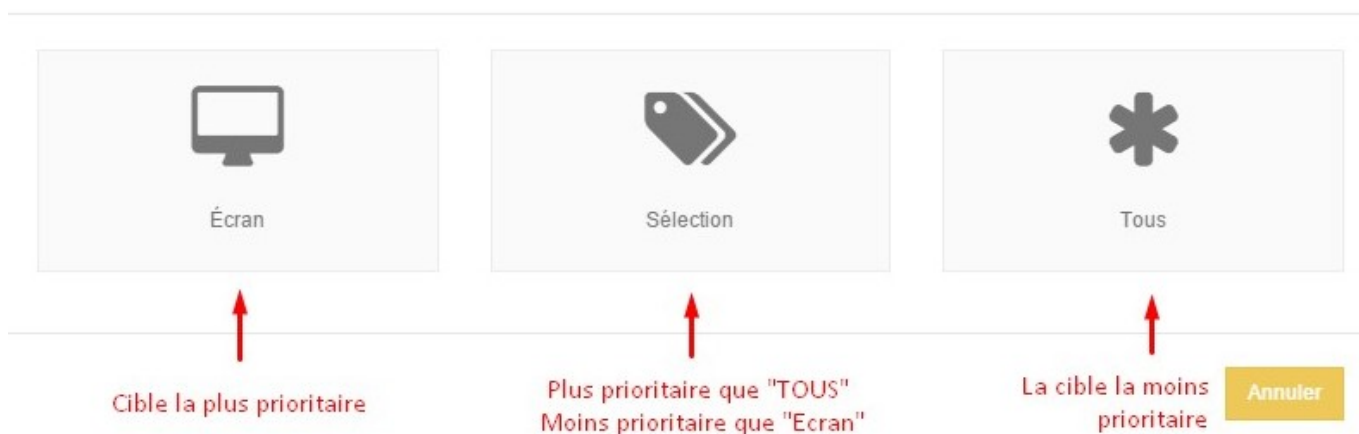 Écran
Sélection
Tous
Cible la plus prioritaire
Plus prioritaire que "TOUS"
Moins prioritaire que "Ecran"
La cible la moins
prioritaire
Annuler